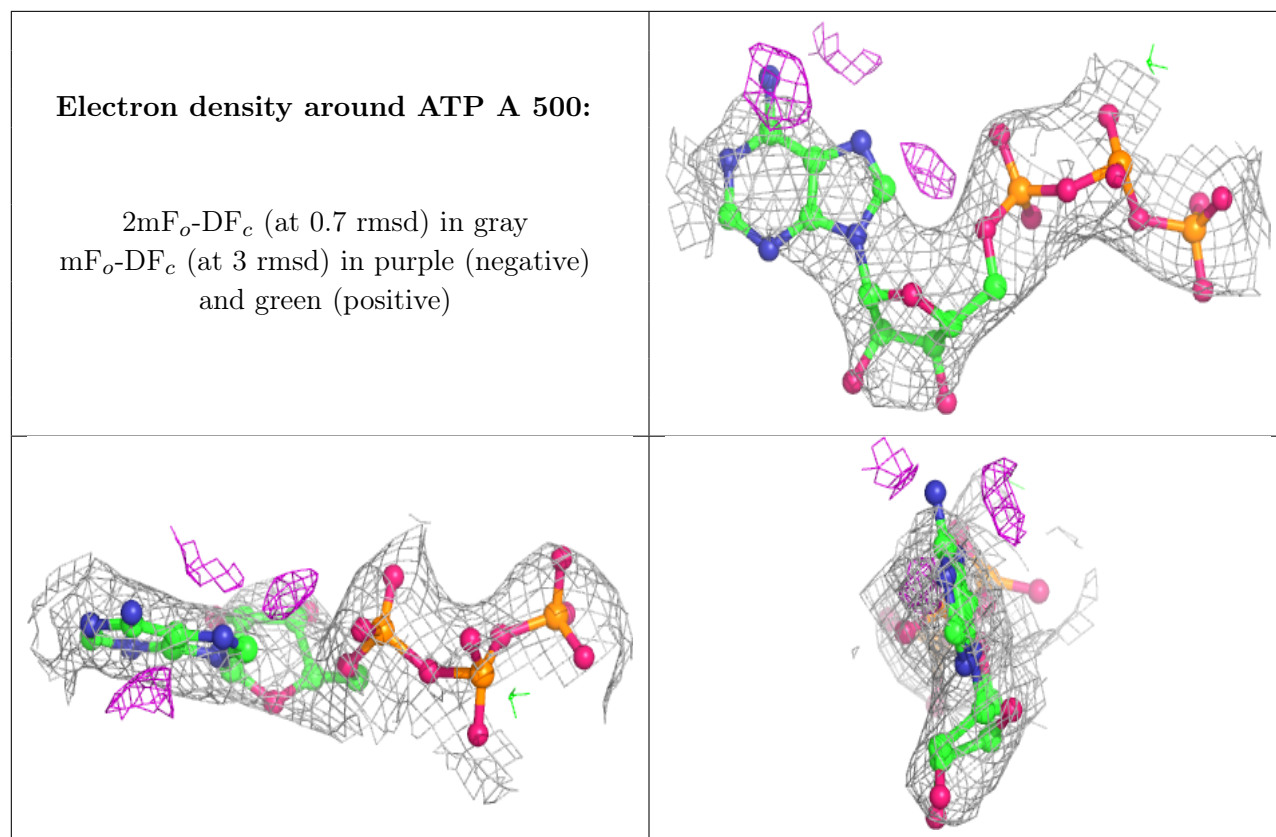 Electron density around ATP A 500:
2mFo-DFc (at 0.7 rmsd) in gray
mFo-DFc (at 3 rmsd) in purple (negative)
and green (positive)